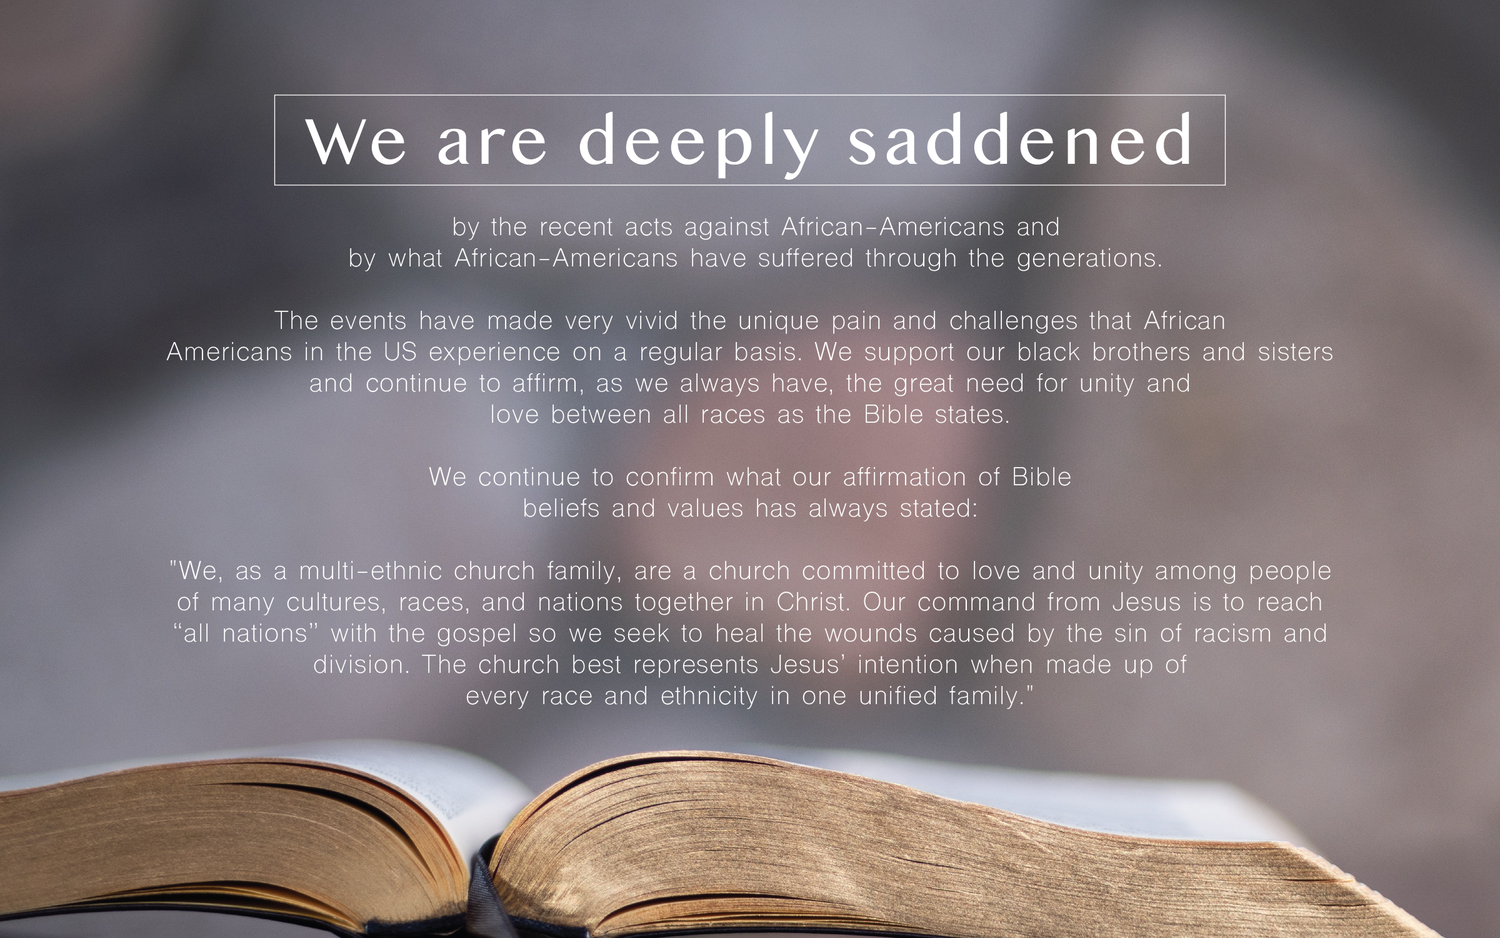 We are deeply saddened
by the recent acts against African-Americans and
by what African-Americans have suffered through the generations.
The events have made very vivid the unique pain and challenges that African
Americans in the US experience on a regular basis. We support our black brothers and sisters
and continue to affirm, as we always have, the great need for unity and
love between all races as the Bible states.
We continue to confirm what our affirmation of Bible
beliefs and values has always stated:
"We, as a multi-ethnic church family, are a church committed to love and unity among people
of many cultures, races, and nations together in Christ. Our command from Jesus is to reach
“all nations” with the gospel so we seek to heal the wounds caused by the sin of racism and
division. The church best represents Jesus’ intention when made up of
every race and ethnicity in one unified family."